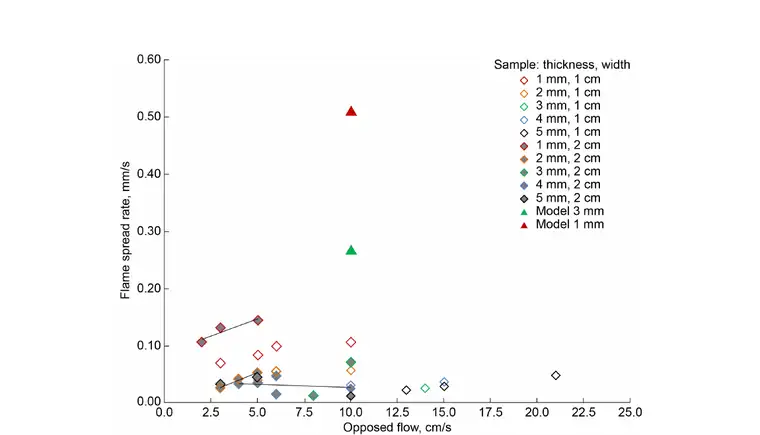 0.60
0.50
0.40
0.30
0.20
0.10
0.00
Flame spread rate, mm/s
0.0 2.5 5.0 7.5 10.0 12.5 15.0 17.5 20.0 22.5 25.0
Opposed flow, cm/s
Sample: thickness, width
1 mm, 1 cm
2 mm, 1 cm
3 mm, 1 cm
4 mm, 1 cm
5 mm, 1 cm
1 mm, 2 cm
2 mm, 2 cm
3 mm, 2 cm
4 mm, 2 cm
5 mm, 2 cm
Model 3 mm
Model 1 mm